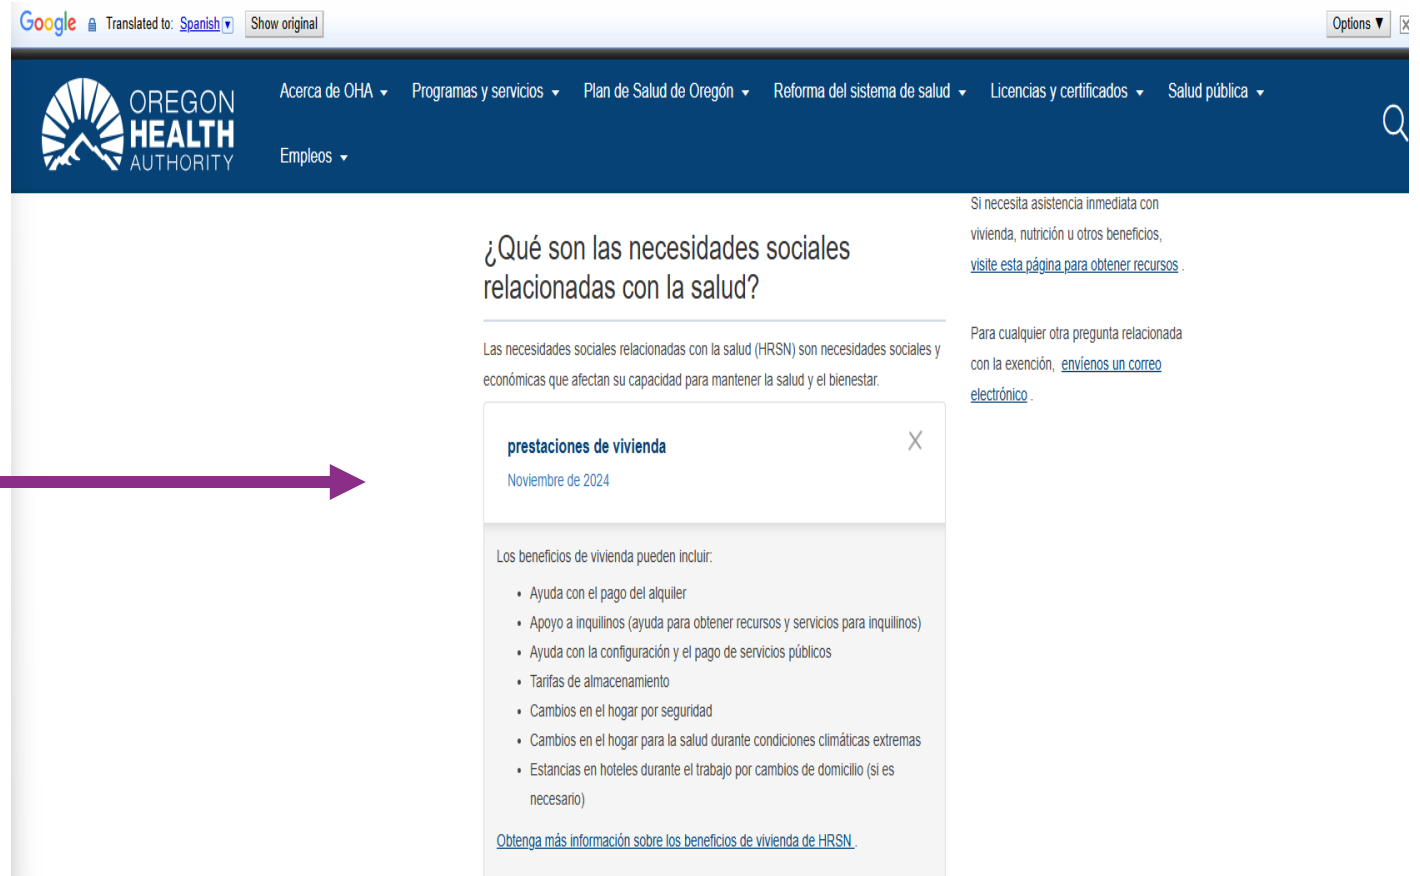 Google Translated to: Spanish Show original Options ▼
OREGON
HEALTH
AUTHORITY
Acerca de OHA Programas y servicios Plan de Salud de Oregón Reforma del sistema de salud Licencias y certificados Salud pública
Empleos
¿Qué son las necesidades sociales
relacionadas con la salud?
Las necesidades sociales relacionadas con la salud (HRSN) son necesidades sociales y
económicas que afectan su capacidad para mantener la salud y el bienestar.
prestaciones de vivienda
Noviembre de 2024
Los beneficios de vivienda pueden incluir:
• Ayuda con el pago del alquiler
• Apoyo a inquilinos (ayuda para obtener recursos y servicios para inquilinos)
• Ayuda con la configuración y el pago de servicios públicos
• Tarifas de almacenamiento
• Cambios en el hogar por seguridad
• Cambios en el hogar para la salud durante condiciones climáticas extremas
• Estancias en hoteles durante el trabajo por cambios de domicilio (si es
necesario)
Obtenga más información sobre los beneficios de vivienda de HRSN .
Si necesita asistencia inmediata con
vivienda, nutrición u otros beneficios,
visite esta página para obtener recursos .
Para cualquier otra pregunta relacionada
con la exención, envíenos un correo
electrónico .